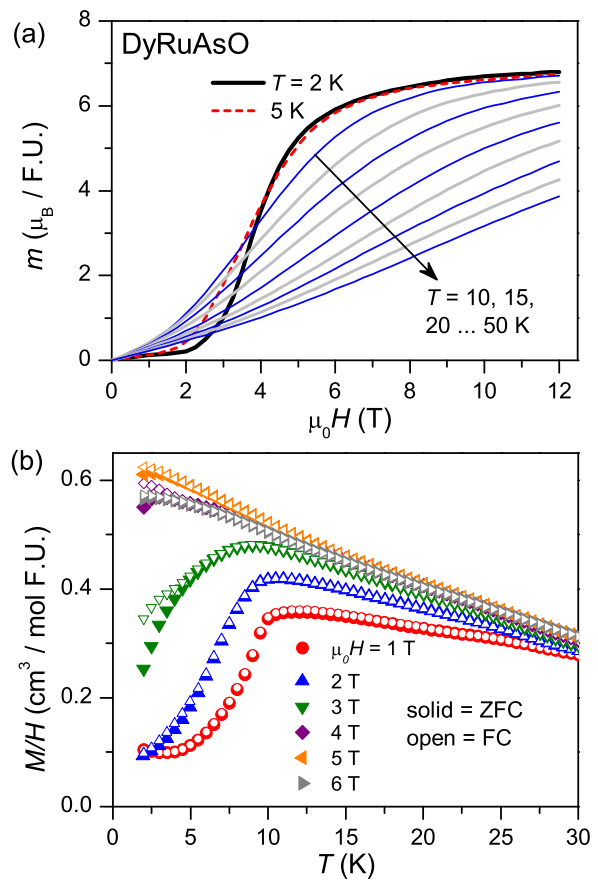 (a)
DyRuAsO
T = 2 K
5 K
8
6
4
2
0
m (μB / F.U.)
T = 10, 15,
20 ... 50 K
0 2 4 6 8 10 12
μ0H (T)
(b)
0.6
0.4
0.2
0.0
M/H (cm³ / mol F.U.)
μ0H = 1 T
2 T
3 T
4 T
5 T
6 T
solid = ZFC
open = FC
0 5 10 15 20 25 30
T (K)